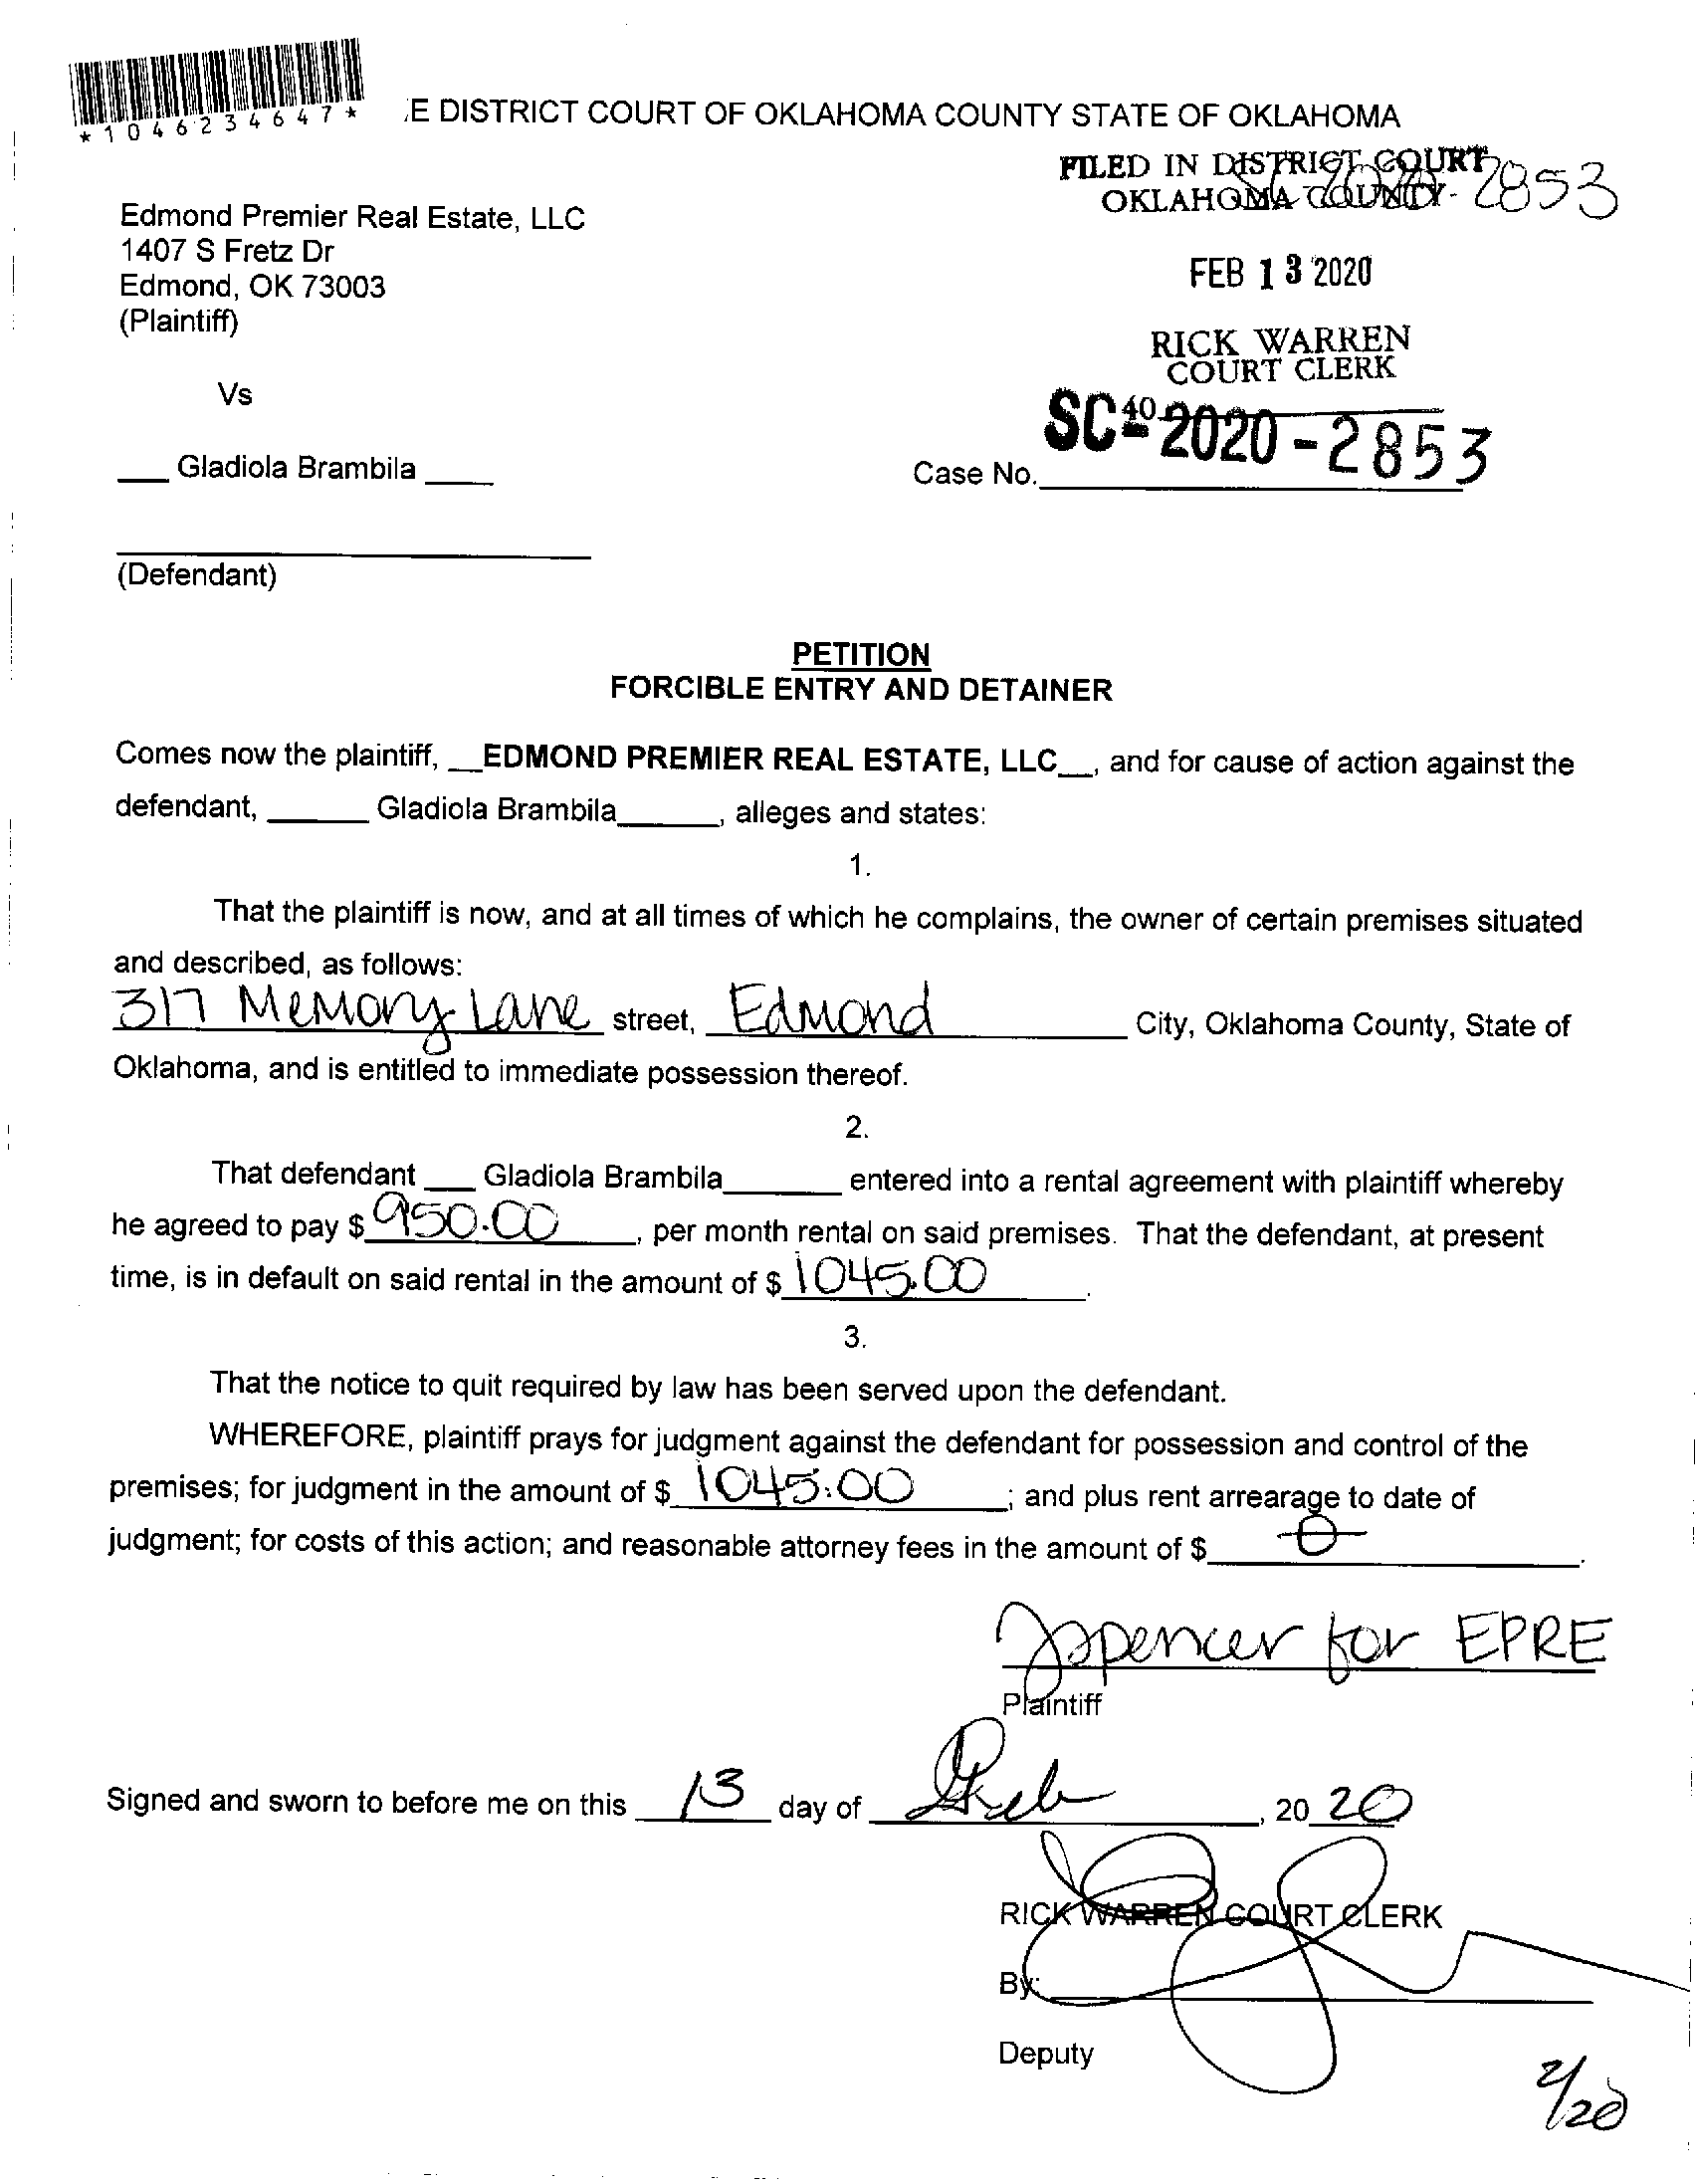 *1046234647*
E DISTRICT COURT OF OKLAHOMA COUNTY STATE OF OKLAHOMA
FILED IN DISTRICT COURT
OKLAHOMA COUNTY
SC-2020-2853
Edmond Premier Real Estate, LLC
1407 S Fretz Dr
Edmond, OK 73003
(Plaintiff)
FEB 13 2020
RICK WARREN
COURT CLERK
40
Vs
___ Gladiola Brambila ____
Case No. SC-2020-2853
(Defendant)
PETITION
FORCIBLE ENTRY AND DETAINER
Comes now the plaintiff, __EDMOND PREMIER REAL ESTATE, LLC__, and for cause of action against the
defendant, ______ Gladiola Brambila______, alleges and states:
1.
That the plaintiff is now, and at all times of which he complains, the owner of certain premises situated
and described, as follows:
317 Memory Lane street, Edmond City, Oklahoma County, State of
Oklahoma, and is entitled to immediate possession thereof.
2.
That defendant ___ Gladiola Brambila_______ entered into a rental agreement with plaintiff whereby
he agreed to pay $ 950.00, per month rental on said premises. That the defendant, at present
time, is in default on said rental in the amount of $ 1045.00.
3.
That the notice to quit required by law has been served upon the defendant.
WHEREFORE, plaintiff prays for judgment against the defendant for possession and control of the
premises; for judgment in the amount of $ 1045.00; and plus rent arrearage to date of
judgment; for costs of this action; and reasonable attorney fees in the amount of $ 0.
JSpencer for EPRE
Plaintiff
Signed and sworn to before me on this 13 day of Feb, 2020
RICK WARREN COURT CLERK
By:
Deputy
2/20